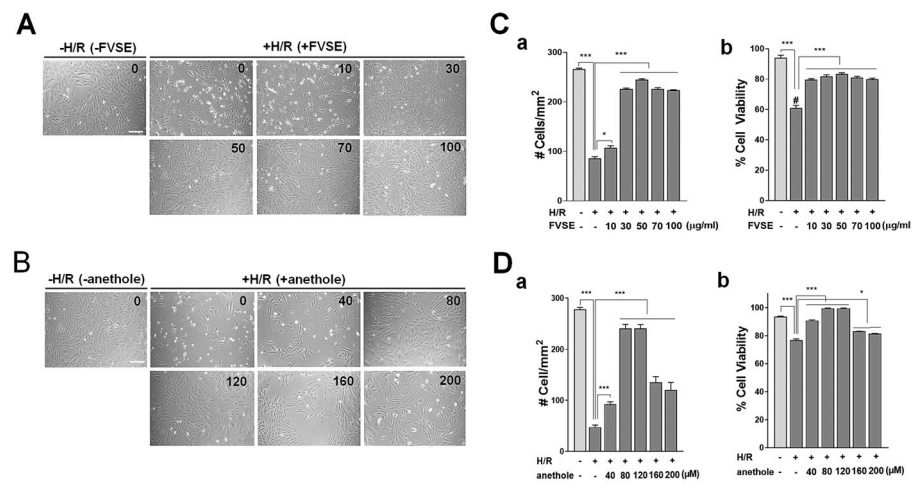 A
-H/R (-FVSE)
+H/R (+FVSE)
0
0
10
30
50
70
100
B
-H/R (-anethole)
+H/R (+anethole)
0
0
40
80
120
160
200
C
a
# Cells/mm²
300
200
100
0
***
***
*
H/R - + + + + + +
FVSE - - 10 30 50 70 100 (µg/ml)
b
% Cell Viability
100
80
60
40
20
0
***
***
#
H/R - + + + + + +
FVSE - - 10 30 50 70 100 (µg/ml)
D
a
# Cell/mm²
300
200
100
0
***
***
***
H/R - + + + + + +
anethole - - 40 80 120 160 200 (µM)
b
% Cell Viability
100
80
60
40
20
0
***
***
*
H/R - + + + + + +
anethole - - 40 80 120 160 200 (µM)